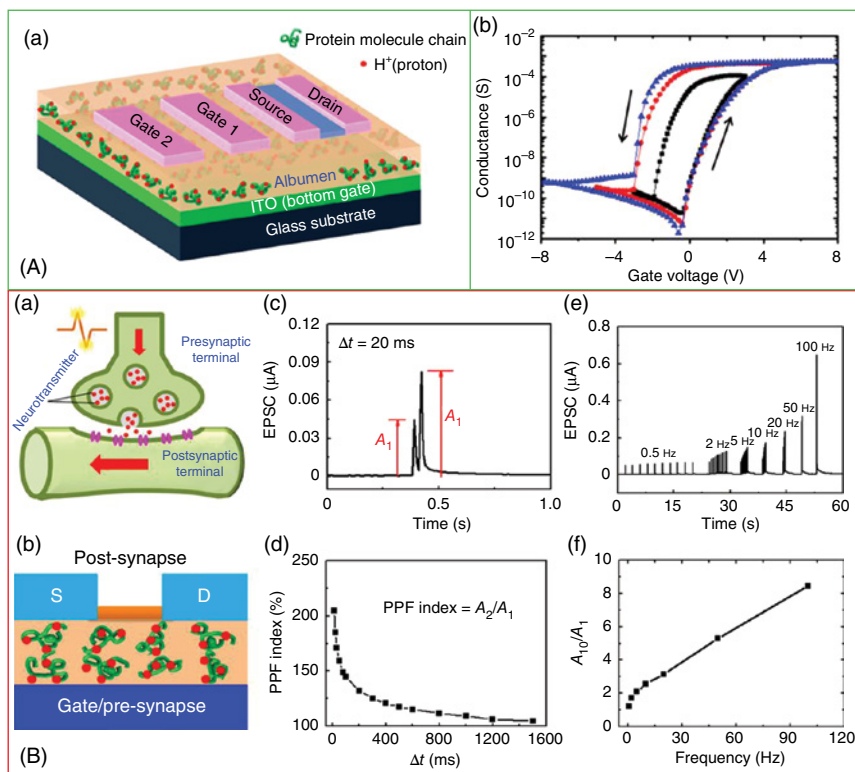 (a)
Protein molecule chain
H⁺(proton)
Gate 2
Gate 1
Source
Drain
Albumen
ITO (bottom gate)
Glass substrate
(A)
(b)
Conductance (S)
10⁻²
10⁰
10⁻²
10⁻⁴
10⁻⁶
10⁻⁸
10⁻¹⁰
10⁻¹²
−8
−4
0
4
8
Gate voltage (V)
(a)
Neurotransmitter
Presynaptic
terminal
Postsynaptic
terminal
(c)
EPSC (µA)
0.12
0.09
0.06
0.03
0
Δt = 20 ms
A₁
A₁
0
0.5
1.0
Time (s)
(e)
EPSC (µA)
0.8
0.6
0.4
0.2
0
0.5 Hz
2 Hz
5 Hz
10 Hz
20 Hz
50 Hz
100 Hz
0
15
30
45
60
Time (s)
(b)
Post-synapse
S
D
Gate/pre-synapse
(B)
(d)
PPF index (%)
250
200
150
100
PPF index = A₂/A₁
0
400
800
1200
1600
Δt (ms)
(f)
A₁₀/A₁
10
8
6
4
2
0
0
20
40
60
80
100
120
Frequency (Hz)